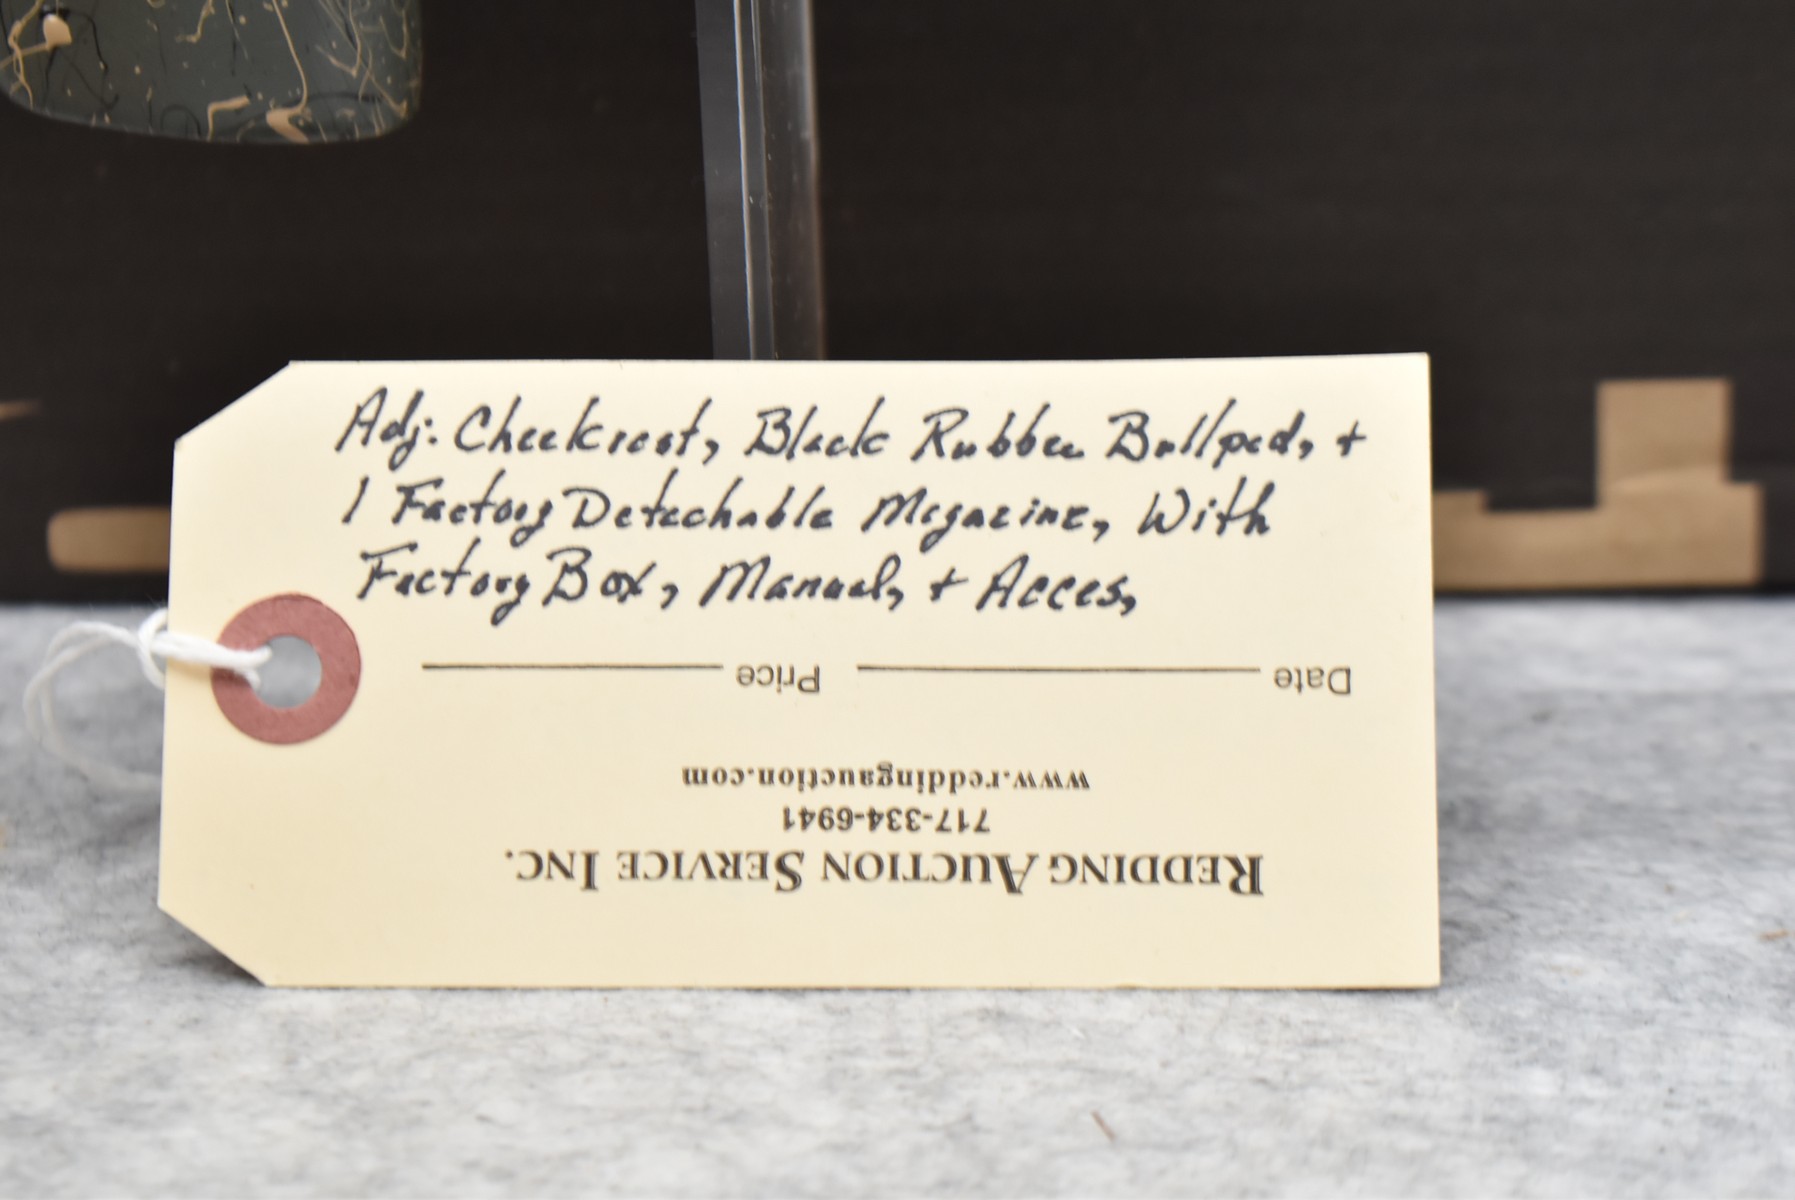 Adj. Cheekrest, Black Rubber Buttpad, +
1 Factory Detachable Magazine, With
Factory Box, Manual, + Acces,
Date Price
www.reddingauction.com
717-334-6941
REDDING AUCTION SERVICE INC.